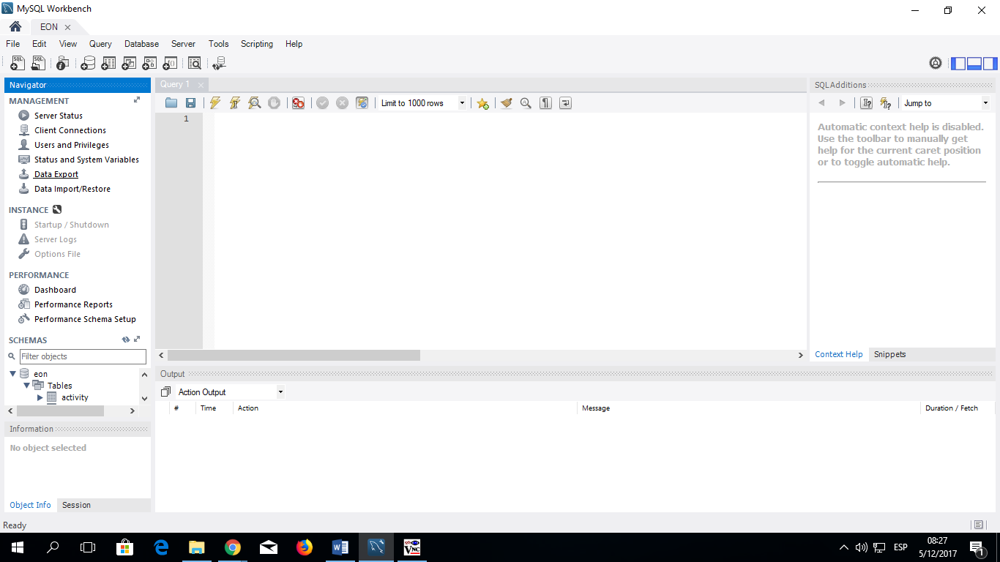 MySQL Workbench
EON
File Edit View Query Database Server Tools Scripting Help
Navigator
MANAGEMENT
Server Status
Client Connections
Users and Privileges
Status and System Variables
Data Export
Data Import/Restore
INSTANCE
Startup / Shutdown
Server Logs
Options File
PERFORMANCE
Dashboard
Performance Reports
Performance Schema Setup
SCHEMAS
Filter objects
eon
Tables
activity
Information
No object selected
Object Info Session
Query 1
Limit to 1000 rows
1
Output
Action Output
# Time Action Message Duration / Fetch
SQLAdditions
Jump to
Automatic context help is disabled.
Use the toolbar to manually get
help for the current caret position
or to toggle automatic help.
Context Help Snippets
Ready
ESP
08:27
5/12/2017
1